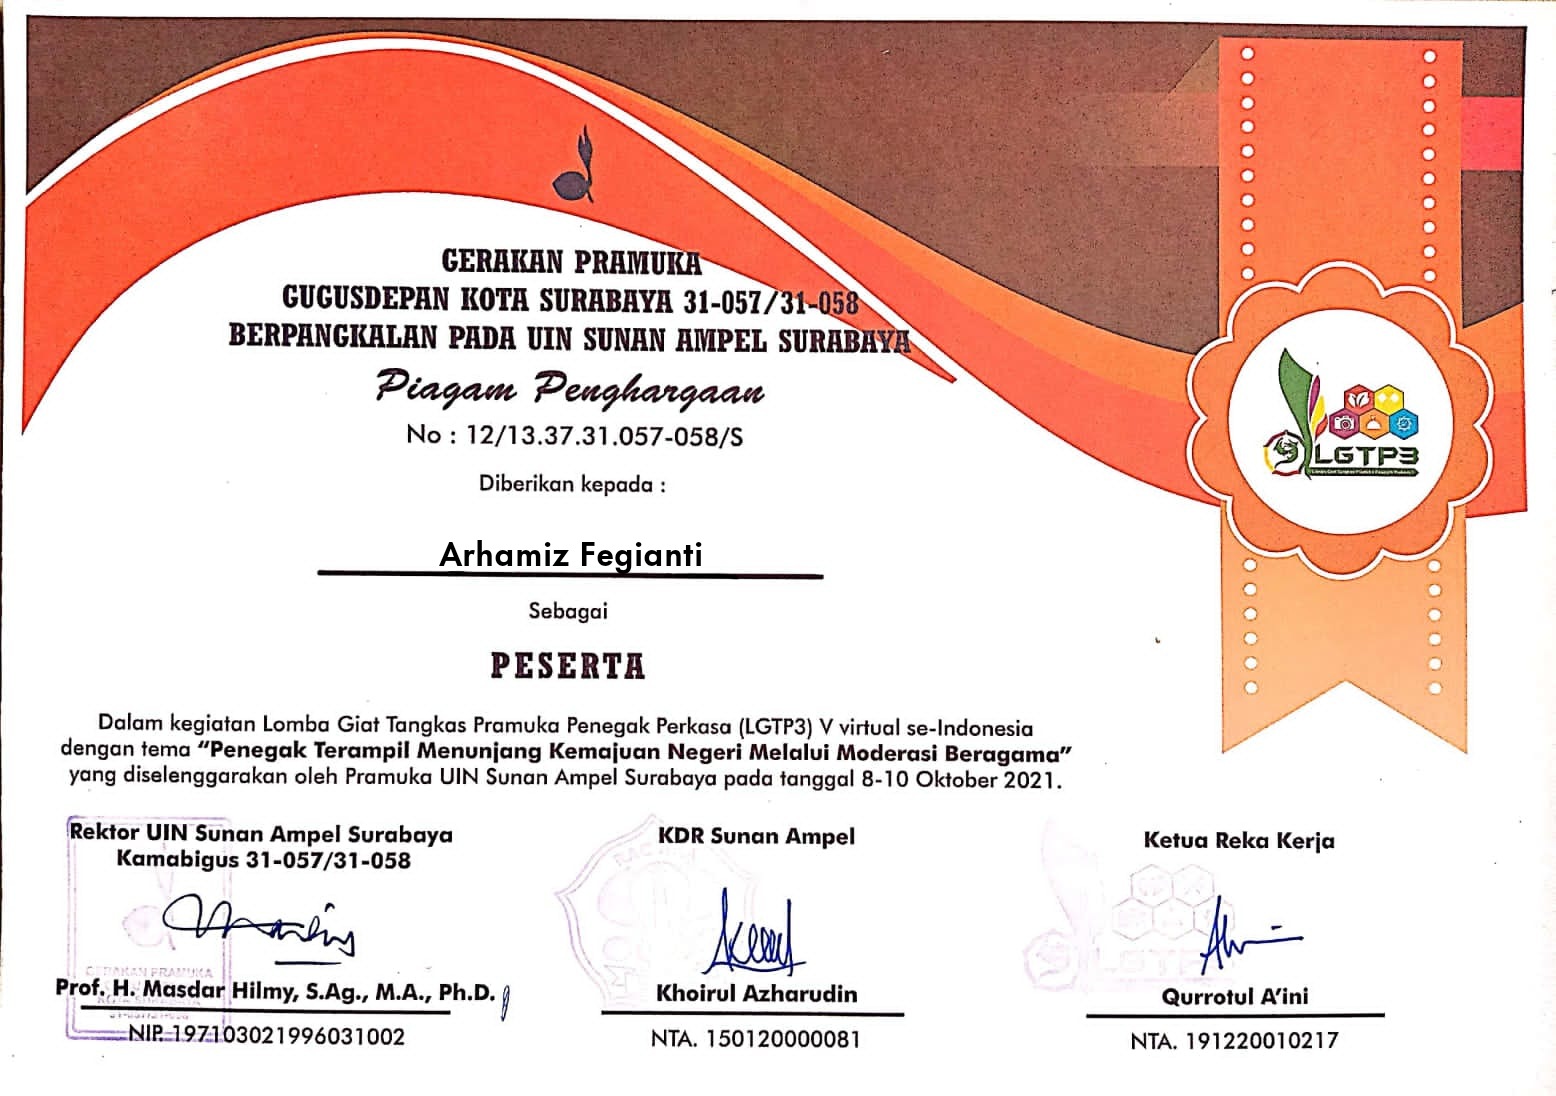 GERAKAN PRAMUKA
GUGUSDEPAN KOTA SURABAYA 31-057/31-058
BERPANGKALAN PADA UIN SUNAN AMPEL SURABAYA
Piagam Penghargaan
No : 12/13.37.31.057-058/S
Diberikan kepada :
LGTP3
Arhamiz Fegianti
Sebagai
PESERTA
Dalam kegiatan Lomba Giat Tangkas Pramuka Penegak Perkasa (LGTP3) V virtual se-Indonesia
dengan tema “Penegak Terampil Menunjang Kemajuan Negeri Melalui Moderasi Beragama”
yang diselenggarakan oleh Pramuka UIN Sunan Ampel Surabaya pada tanggal 8-10 Oktober 2021.
Rektor UIN Sunan Ampel Surabaya
Kamabigus 31-057/31-058
GERAKAN PRAMUKA
Prof. H. Masdar Hilmy, S.Ag., M.A., Ph.D.
NIP. 197103021996031002
KDR Sunan Ampel
Khoirul Azharudin
NTA. 150120000081
Ketua Reka Kerja
LGTP3
Qurrotul A’ini
NTA. 191220010217